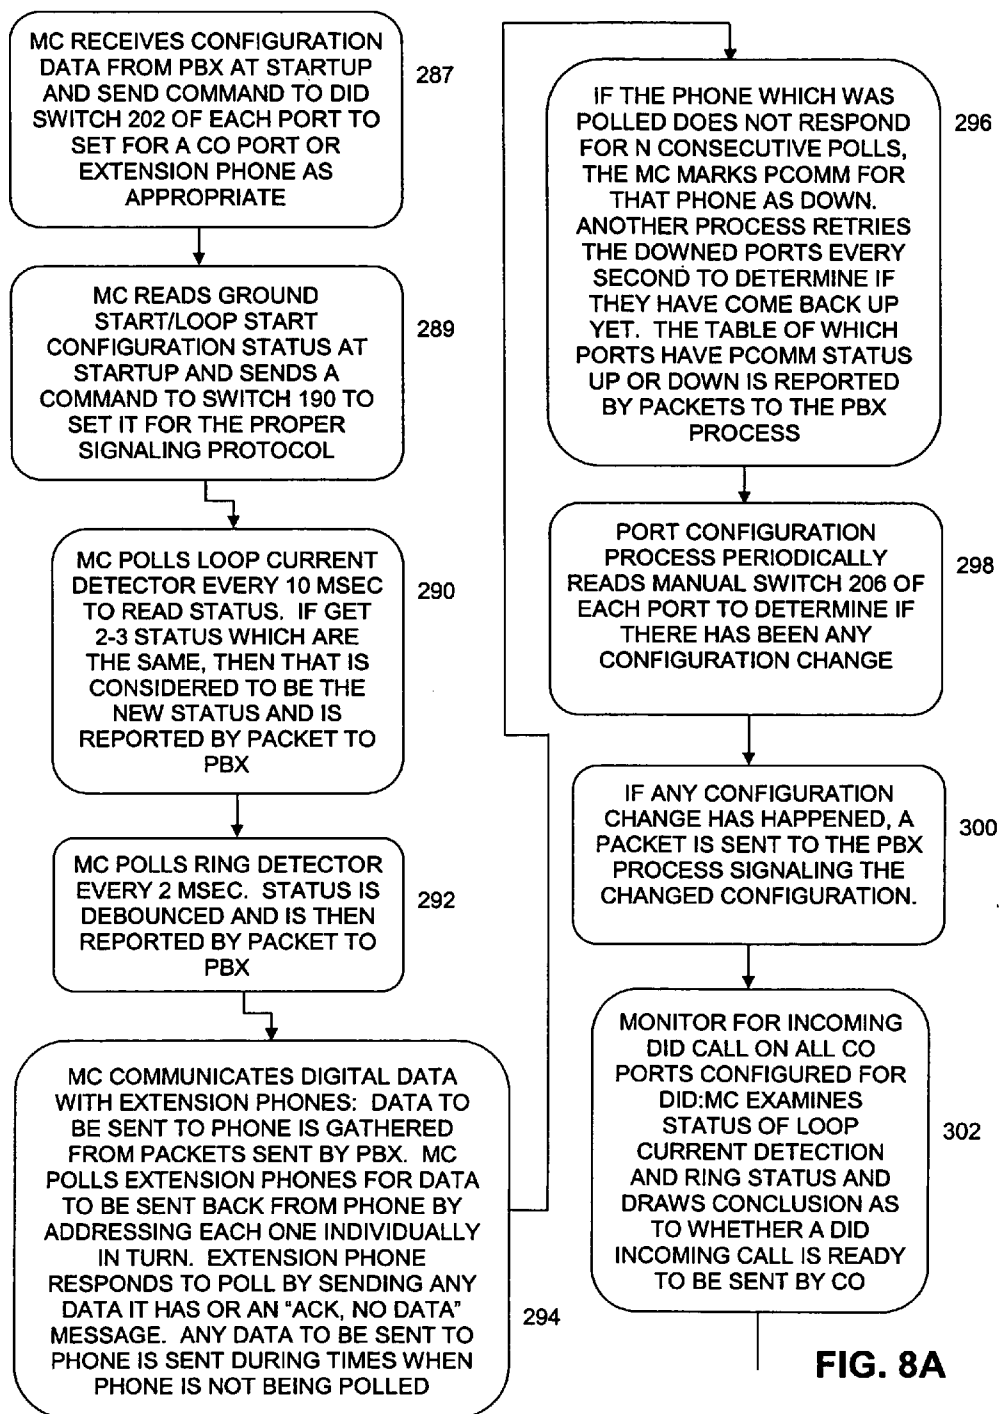 MC RECEIVES CONFIGURATION
DATA FROM PBX AT STARTUP
AND SEND COMMAND TO DID
SWITCH 202 OF EACH PORT TO
SET FOR A CO PORT OR
EXTENSION PHONE AS
APPROPRIATE
287
MC READS GROUND
START/LOOP START
CONFIGURATION STATUS AT
STARTUP AND SENDS A
COMMAND TO SWITCH 190 TO
SET IT FOR THE PROPER
SIGNALING PROTOCOL
289
MC POLLS LOOP CURRENT
DETECTOR EVERY 10 MSEC
TO READ STATUS. IF GET
2-3 STATUS WHICH ARE
THE SAME, THEN THAT IS
CONSIDERED TO BE THE
NEW STATUS AND IS
REPORTED BY PACKET TO
PBX
290
MC POLLS RING DETECTOR
EVERY 2 MSEC. STATUS IS
DEBOUNCED AND IS THEN
REPORTED BY PACKET TO
PBX
292
MC COMMUNICATES DIGITAL DATA
WITH EXTENSION PHONES: DATA TO
BE SENT TO PHONE IS GATHERED
FROM PACKETS SENT BY PBX. MC
POLLS EXTENSION PHONES FOR DATA
TO BE SENT BACK FROM PHONE BY
ADDRESSING EACH ONE INDIVIDUALLY
IN TURN. EXTENSION PHONE
RESPONDS TO POLL BY SENDING ANY
DATA IT HAS OR AN "ACK, NO DATA"
MESSAGE. ANY DATA TO BE SENT TO
PHONE IS SENT DURING TIMES WHEN
PHONE IS NOT BEING POLLED
294
IF THE PHONE WHICH WAS
POLLED DOES NOT RESPOND
FOR N CONSECUTIVE POLLS,
THE MC MARKS PCOMM FOR
THAT PHONE AS DOWN.
ANOTHER PROCESS RETRIES
THE DOWNED PORTS EVERY
SECOND TO DETERMINE IF
THEY HAVE COME BACK UP
YET. THE TABLE OF WHICH
PORTS HAVE PCOMM STATUS
UP OR DOWN IS REPORTED
BY PACKETS TO THE PBX
PROCESS
296
PORT CONFIGURATION
PROCESS PERIODICALLY
READS MANUAL SWITCH 206 OF
EACH PORT TO DETERMINE IF
THERE HAS BEEN ANY
CONFIGURATION CHANGE
298
IF ANY CONFIGURATION
CHANGE HAS HAPPENED, A
PACKET IS SENT TO THE PBX
PROCESS SIGNALING THE
CHANGED CONFIGURATION.
300
MONITOR FOR INCOMING
DID CALL ON ALL CO
PORTS CONFIGURED FOR
DID:MC EXAMINES
STATUS OF LOOP
CURRENT DETECTION
AND RING STATUS AND
DRAWS CONCLUSION AS
TO WHETHER A DID
INCOMING CALL IS READY
TO BE SENT BY CO
302
FIG. 8A